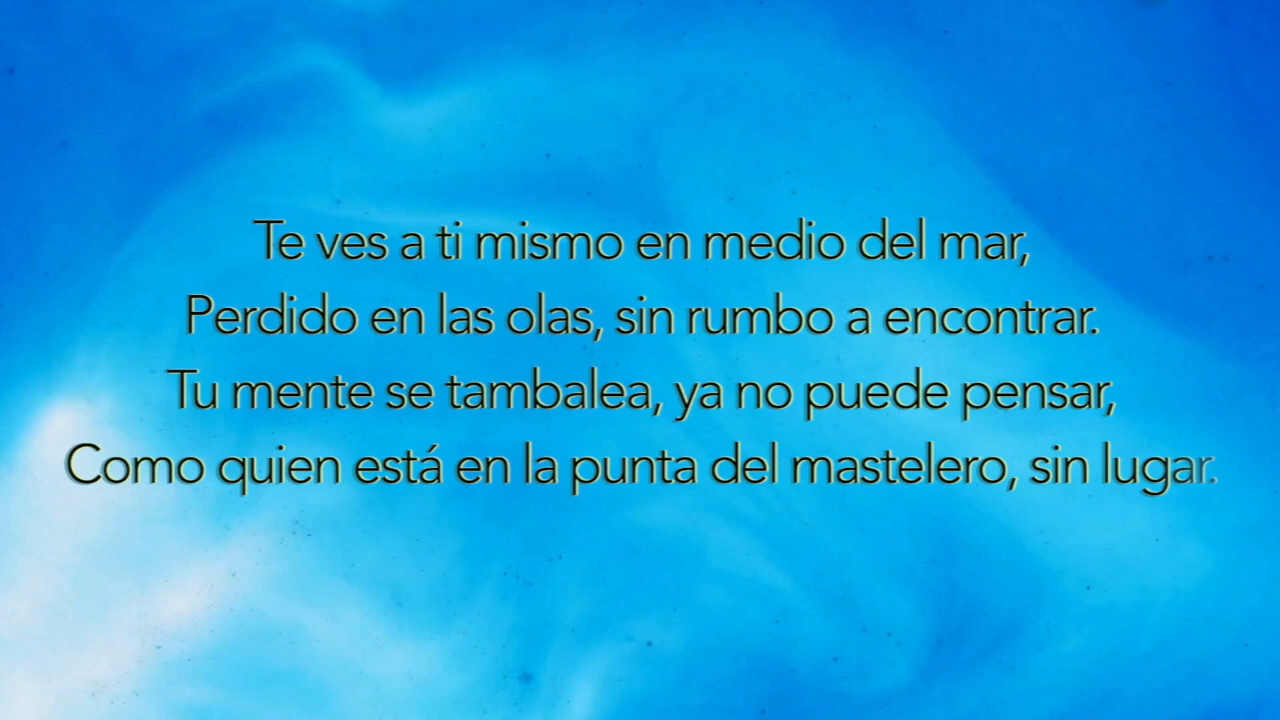 Te ves a ti mismo en medio del mar,
Perdido en las olas, sin rumbo a encontrar.
Tu mente se tambalea, ya no puede pensar,
Como quien está en la punta del mastelero, sin lugar.